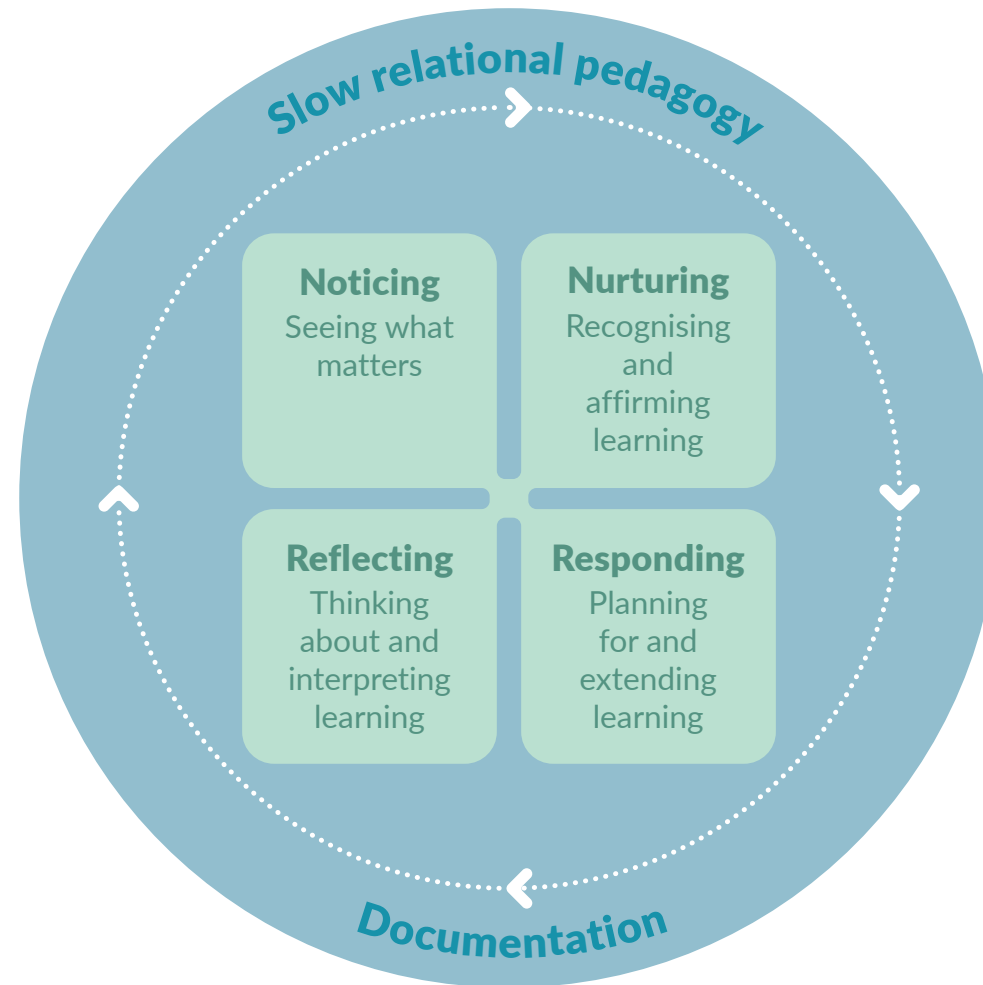 Slow relational pedagogy
Noticing
Seeing what
matters
Nurturing
Recognising
and
affirming
learning
Reflecting
Thinking
about and
interpreting
learning
Responding
Planning
for and
extending
learning
Documentation